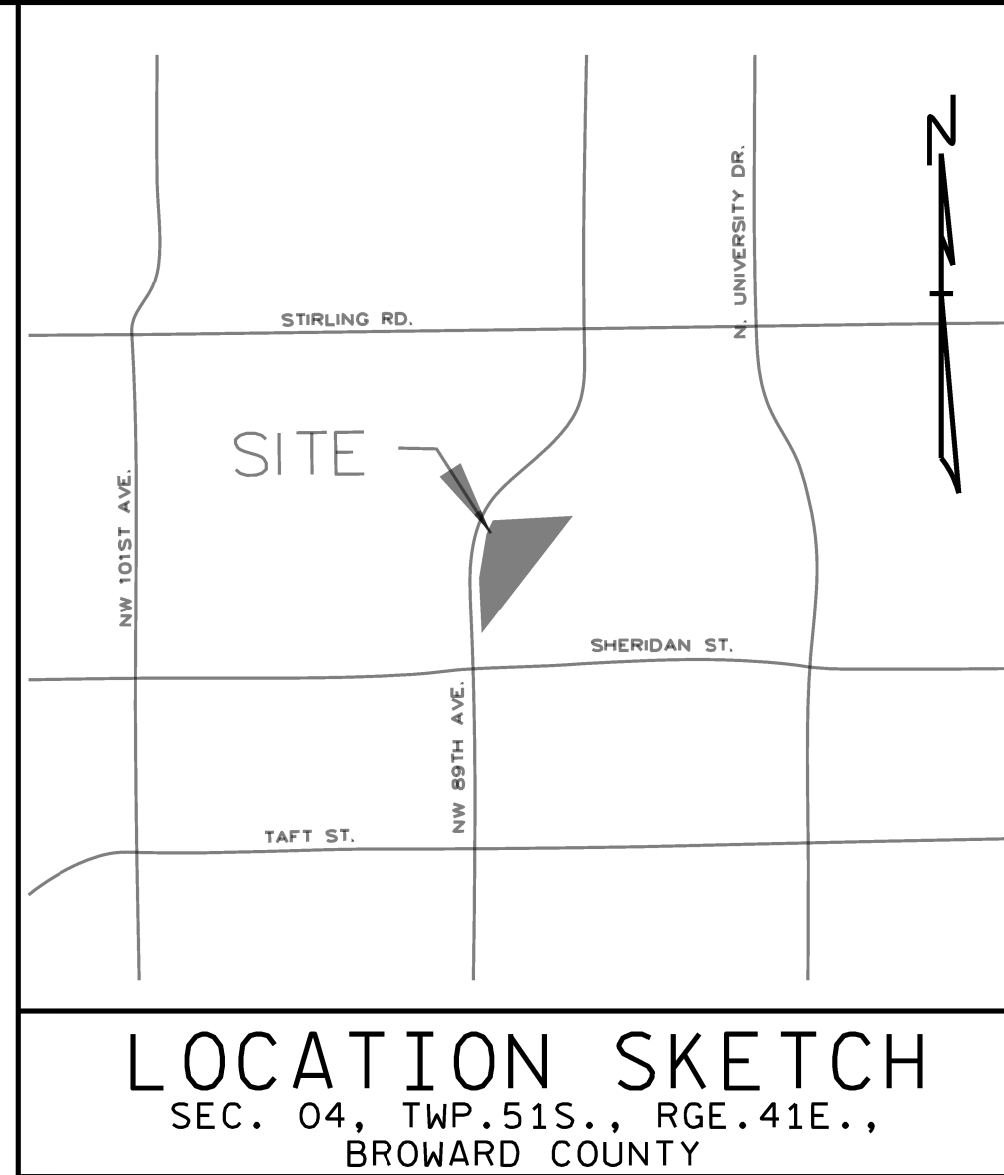 N
N. UNIVERSITY DR.
STIRLING RD.
SITE
NW 101ST AVE.
SHERIDAN ST.
NW 89TH AVE.
TAFT ST.
LOCATION SKETCH
SEC. 04, TWP.51S., RGE.41E.,
BROWARD COUNTY